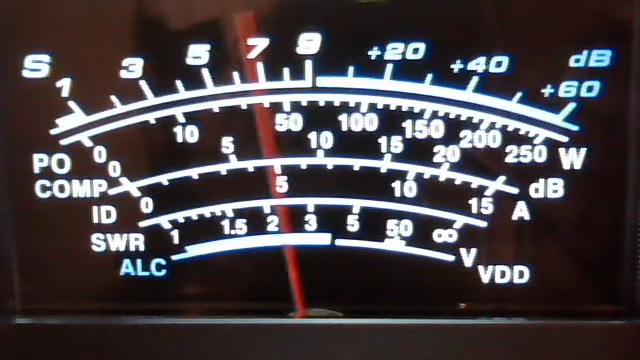 S 1 3 5 7 9 +20 +40 +60 dB
PO 0 10 50 100 150 200 250 W
COMP 0 5 10 15 20 dB
ID 0 5 10 15 A
SWR 1 1.5 2 3 5 50 ∞
ALC V VDD